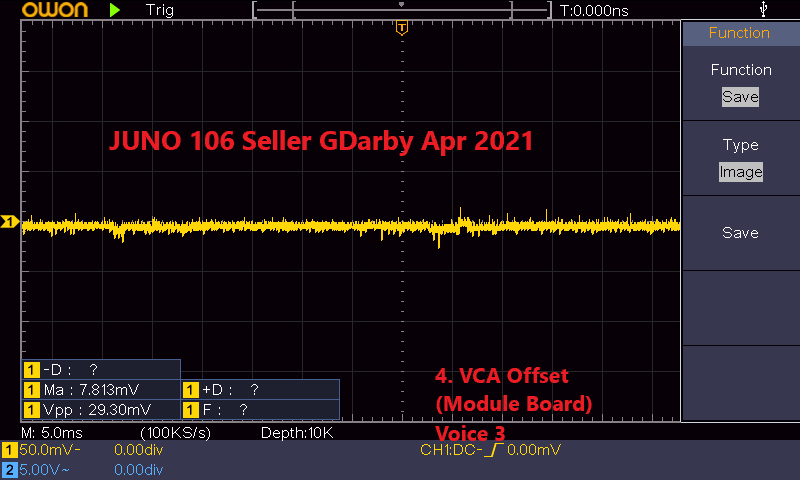 OWON Trig T:0.000ns
T
Function
Function
Save
JUNO 106 Seller GDarby Apr 2021
Type
Image
1
Save
1 -D : ?
1 Ma : 7.813mV 1 +D : ?
1 Vpp : 29.30mV 1 F : ?
4. VCA Offset
(Module Board)
Voice 3
M: 5.0ms (100KS/s) Depth:10K
1 50.0mV- 0.00div CH1:DC- 0.00mV
2 5.00V~ 0.00div